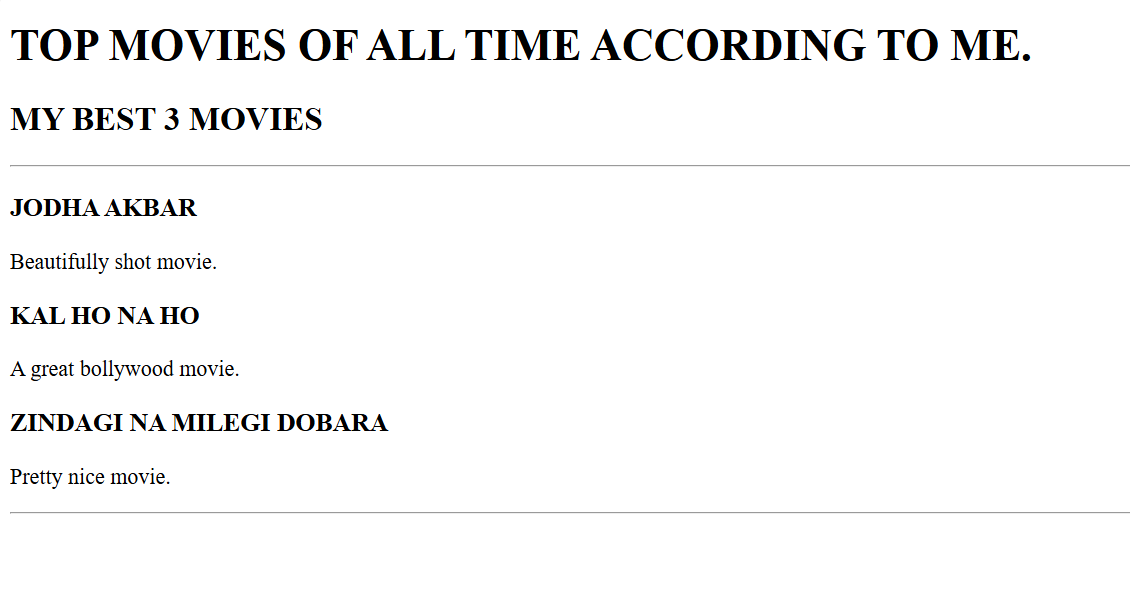 TOP MOVIES OF ALL TIME ACCORDING TO ME.
MY BEST 3 MOVIES
JODHA AKBAR
Beautifully shot movie.
KAL HO NA HO
A great bollywood movie.
ZINDAGI NA MILEGI DOBARA
Pretty nice movie.